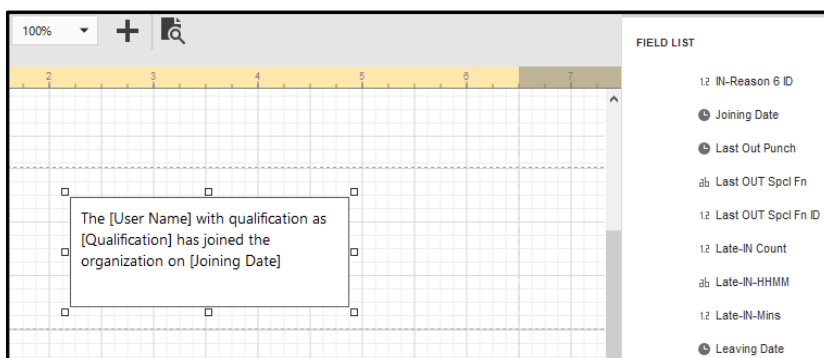 100%
FIELD LIST
2 3 4 5 6 7
1.2 IN-Reason 6 ID
Joining Date
Last Out Punch
ab Last OUT Spcl Fn
1.2 Last OUT Spcl Fn ID
1.2 Late-IN Count
ab Late-IN-HHMM
1.2 Late-IN-Mins
Leaving Date
The [User Name] with qualification as
[Qualification] has joined the
organization on [Joining Date]